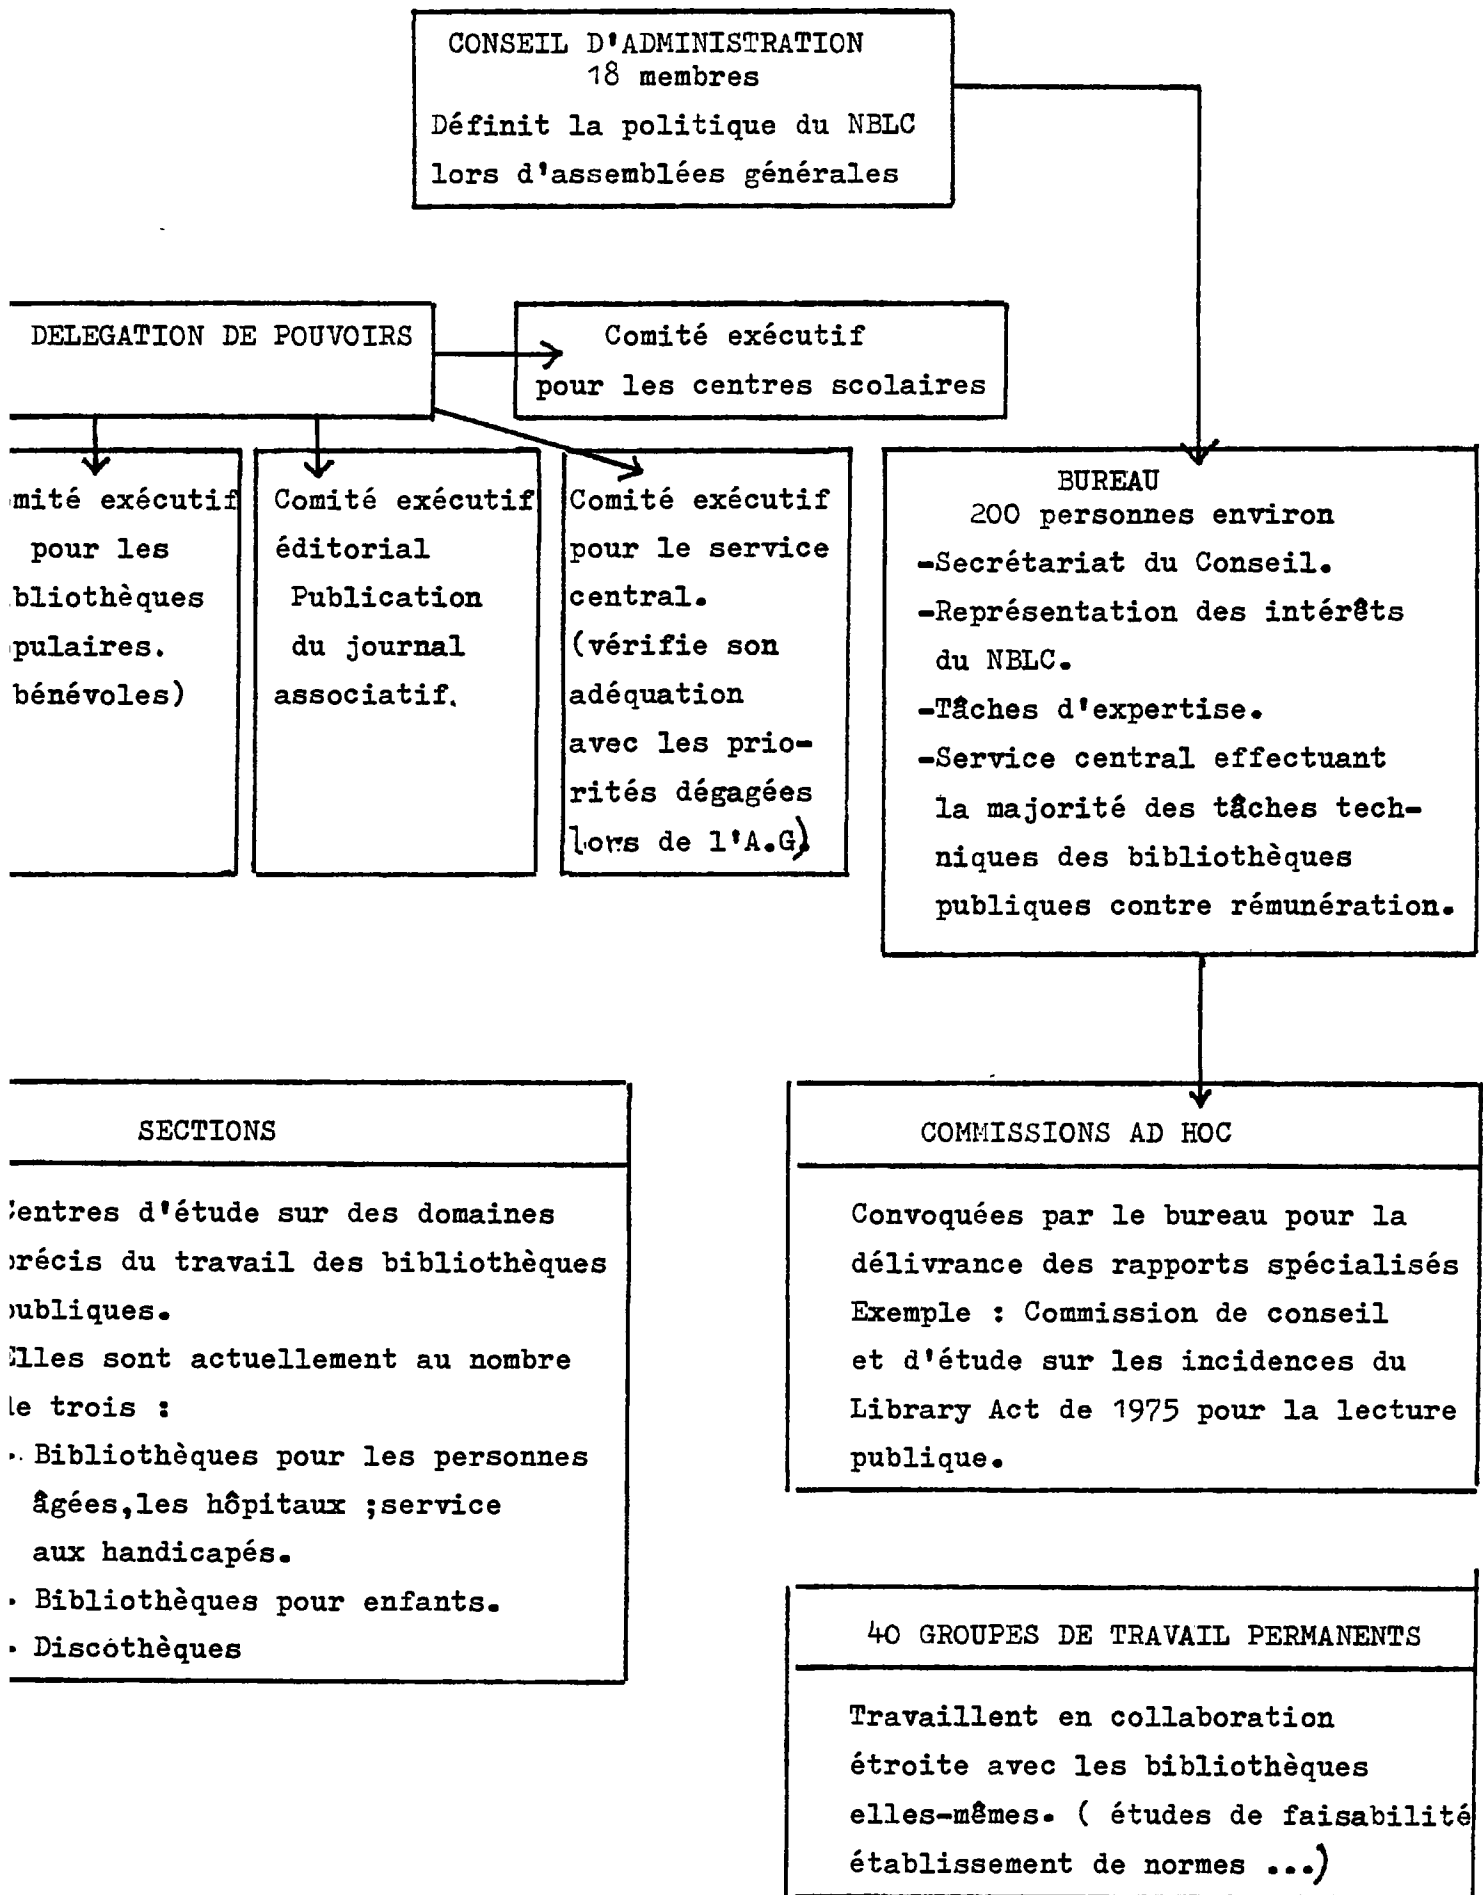 CONSEIL D'ADMINISTRATION
18 membres
Définit la politique du NBLC
lors d'assemblées générales
DELEGATION DE POUVOIRS
Comité exécutif
pour les centres scolaires
mité exécutif
pour les
bliothèques
pulaires.
bénévoles)
Comité exécutif
éditorial
Publication
du journal
associatif.
Comité exécutif
pour le service
central.
(vérifie son
adéquation
avec les prio-
rités dégagées
lors de l'A.G)
BUREAU
200 personnes environ
-Secrétariat du Conseil.
-Représentation des intérêts
du NBLC.
-Tâches d'expertise.
-Service central effectuant
la majorité des tâches tech-
niques des bibliothèques
publiques contre rémunération.
SECTIONS
entres d'étude sur des domaines
précis du travail des bibliothèques
publiques.
Elles sont actuellement au nombre
de trois :
. Bibliothèques pour les personnes
âgées,les hôpitaux ;service
aux handicapés.
. Bibliothèques pour enfants.
. Discothèques
COMMISSIONS AD HOC
Convoquées par le bureau pour la
délivrance des rapports spécialisés
Exemple : Commission de conseil
et d'étude sur les incidences du
Library Act de 1975 pour la lecture
publique.
40 GROUPES DE TRAVAIL PERMANENTS
Travaillent en collaboration
étroite avec les bibliothèques
elles-mêmes. ( études de faisabilité
établissement de normes ...)